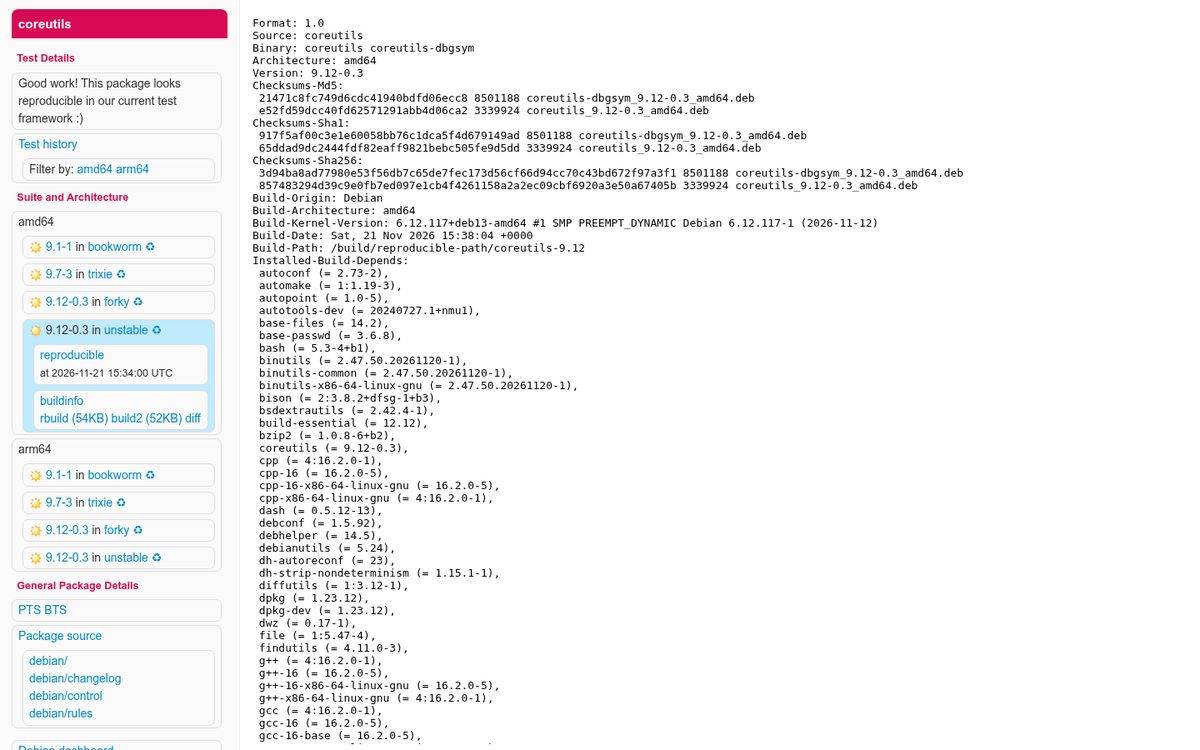 coreutils
Test Details
Good work! This package looks
reproducible in our current test
framework :)
Test history
Filter by: amd64 arm64
Suite and Architecture
amd64
9.1-1 in bookworm ♻
9.7-3 in trixie ♻
9.12-0.3 in forky ♻
9.12-0.3 in unstable ♻
reproducible
at 2026-11-21 15:34:00 UTC
buildinfo
rbuild (54KB) build2 (52KB) diff
arm64
9.1-1 in bookworm ♻
9.7-3 in trixie ♻
9.12-0.3 in forky ♻
9.12-0.3 in unstable ♻
General Package Details
PTS BTS
Package source
debian/
debian/changelog
debian/control
debian/rules
Debian dashboard
Format: 1.0
Source: coreutils
Binary: coreutils coreutils-dbgsym
Architecture: amd64
Version: 9.12-0.3
Checksums-Md5:
21471c8fc749d6cdc41940bdfd06ecc8 8501188 coreutils-dbgsym_9.12-0.3_amd64.deb
e52fd59dcc40fd62571291abb4d06ca2 3339924 coreutils_9.12-0.3_amd64.deb
Checksums-Sha1:
917f5af00c3e1e60058bb76c1dca5f4d679149ad 8501188 coreutils-dbgsym_9.12-0.3_amd64.deb
65ddad9dc2444fdf82eaff9821bebc505fe9d5dd 3339924 coreutils_9.12-0.3_amd64.deb
Checksums-Sha256:
3d94ba8ad77980e53f56db7c65de7fec173d56cf66d94cc70c43bd672f97a3f1 8501188 coreutils-dbgsym_9.12-0.3_amd64.deb
857483294d39c9e0fb7ed097e1cb4f4261158a2a2ec09cbf6920a3e50a67405b 3339924 coreutils_9.12-0.3_amd64.deb
Build-Origin: Debian
Build-Architecture: amd64
Build-Kernel-Version: 6.12.117+deb13-amd64 #1 SMP PREEMPT_DYNAMIC Debian 6.12.117-1 (2026-11-12)
Build-Date: Sat, 21 Nov 2026 15:38:04 +0000
Build-Path: /build/reproducible-path/coreutils-9.12
Installed-Build-Depends:
autoconf (= 2.73-2),
automake (= 1:1.19-3),
autopoint (= 1.0-5),
autotools-dev (= 20240727.1+nmu1),
base-files (= 14.2),
base-passwd (= 3.6.8),
bash (= 5.3-4+b1),
binutils (= 2.47.50.20261120-1),
binutils-common (= 2.47.50.20261120-1),
binutils-x86-64-linux-gnu (= 2.47.50.20261120-1),
bison (= 2:3.8.2+dfsg-1+b3),
bsdextrautils (= 2.42.4-1),
build-essential (= 12.12),
bzip2 (= 1.0.8-6+b2),
coreutils (= 9.12-0.3),
cpp (= 4:16.2.0-1),
cpp-16 (= 16.2.0-5),
cpp-16-x86-64-linux-gnu (= 16.2.0-5),
cpp-x86-64-linux-gnu (= 4:16.2.0-1),
dash (= 0.5.12-13),
debconf (= 1.5.92),
debhelper (= 14.5),
debianutils (= 5.24),
dh-autoreconf (= 23),
dh-strip-nondeterminism (= 1.15.1-1),
diffutils (= 1:3.12-1),
dpkg (= 1.23.12),
dpkg-dev (= 1.23.12),
dwz (= 0.17-1),
file (= 1:5.47-4),
findutils (= 4.11.0-3),
g++ (= 4:16.2.0-1),
g++-16 (= 16.2.0-5),
g++-16-x86-64-linux-gnu (= 16.2.0-5),
g++-x86-64-linux-gnu (= 4:16.2.0-1),
gcc (= 4:16.2.0-1),
gcc-16 (= 16.2.0-5),
gcc-16-base (= 16.2.0-5),